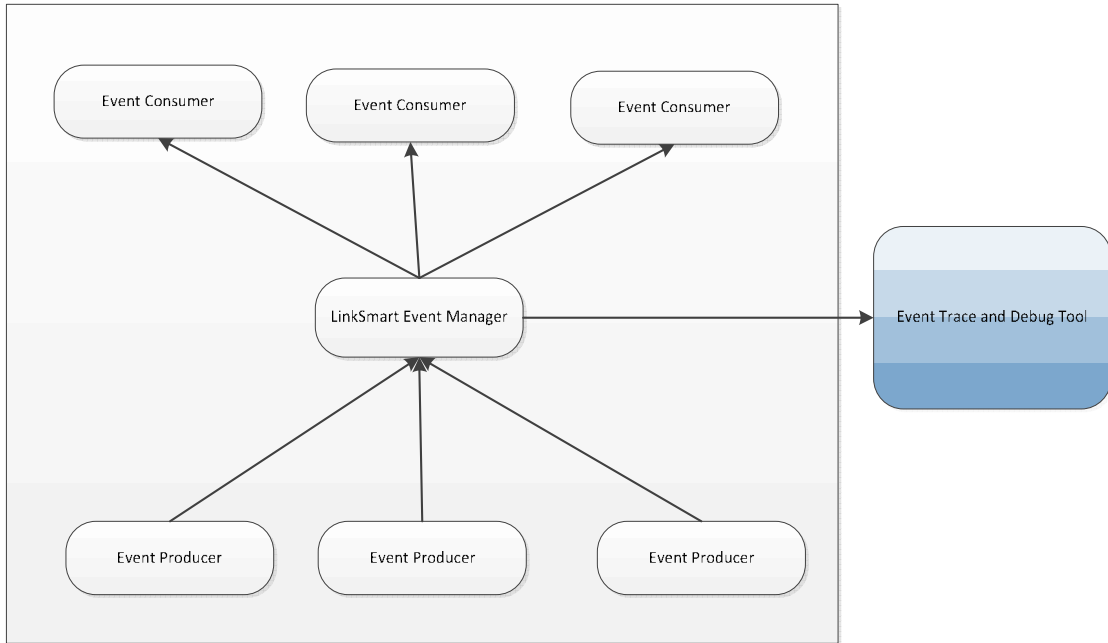 Event Consumer
Event Consumer
Event Consumer
LinkSmart Event Manager
Event Trace and Debug Tool
Event Producer
Event Producer
Event Producer